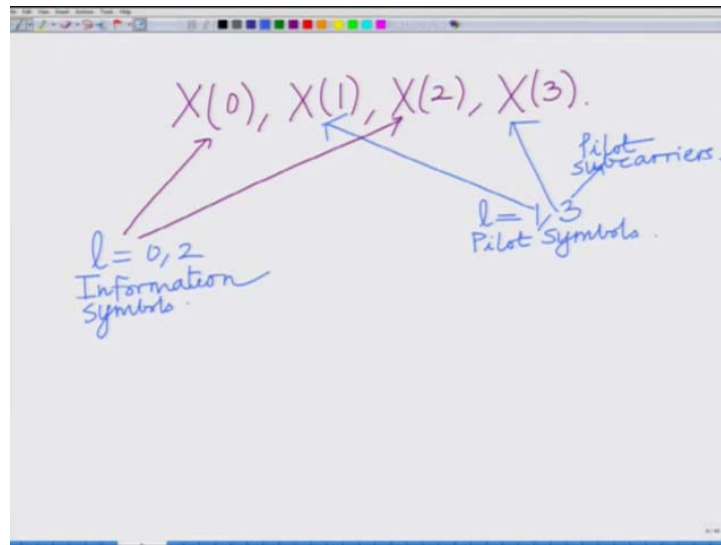 X(0), X(1), X(2), X(3).
Pilot
subcarriers.
l = 0, 2
Information
symbols.
l = 1, 3
Pilot Symbols.